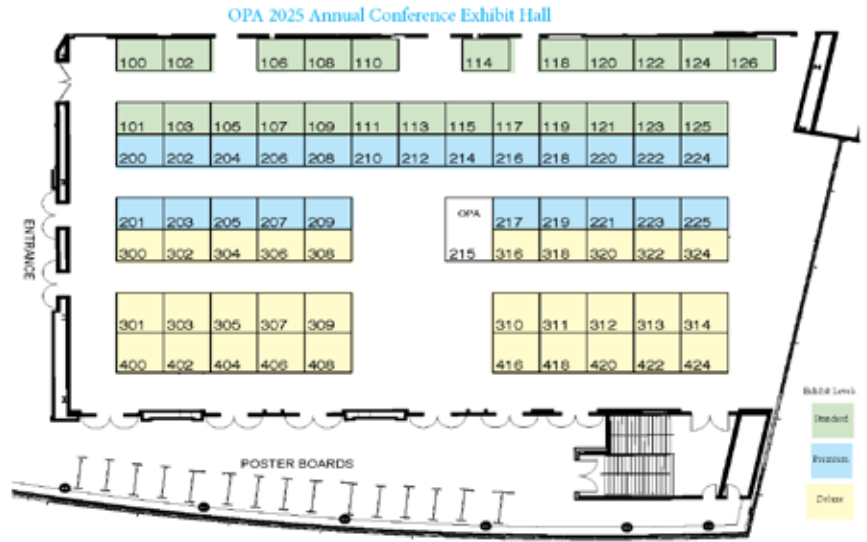 OPA 2025 Annual Conference Exhibit Hall
100 102 106 108 110 114 118 120 122 124 126
101 103 105 107 109 111 113 115 117 119 121 123 125
200 202 204 206 208 210 212 214 216 218 220 222 224
OPA
201 203 205 207 209 217 219 221 223 225
300 302 304 306 308 215 316 318 320 322 324
ENTRANCE
301 303 305 307 309 310 311 312 313 314
400 402 404 406 408 416 418 420 422 424
Exhibit Levels
Standard
Premium
Deluxe
POSTER BOARDS